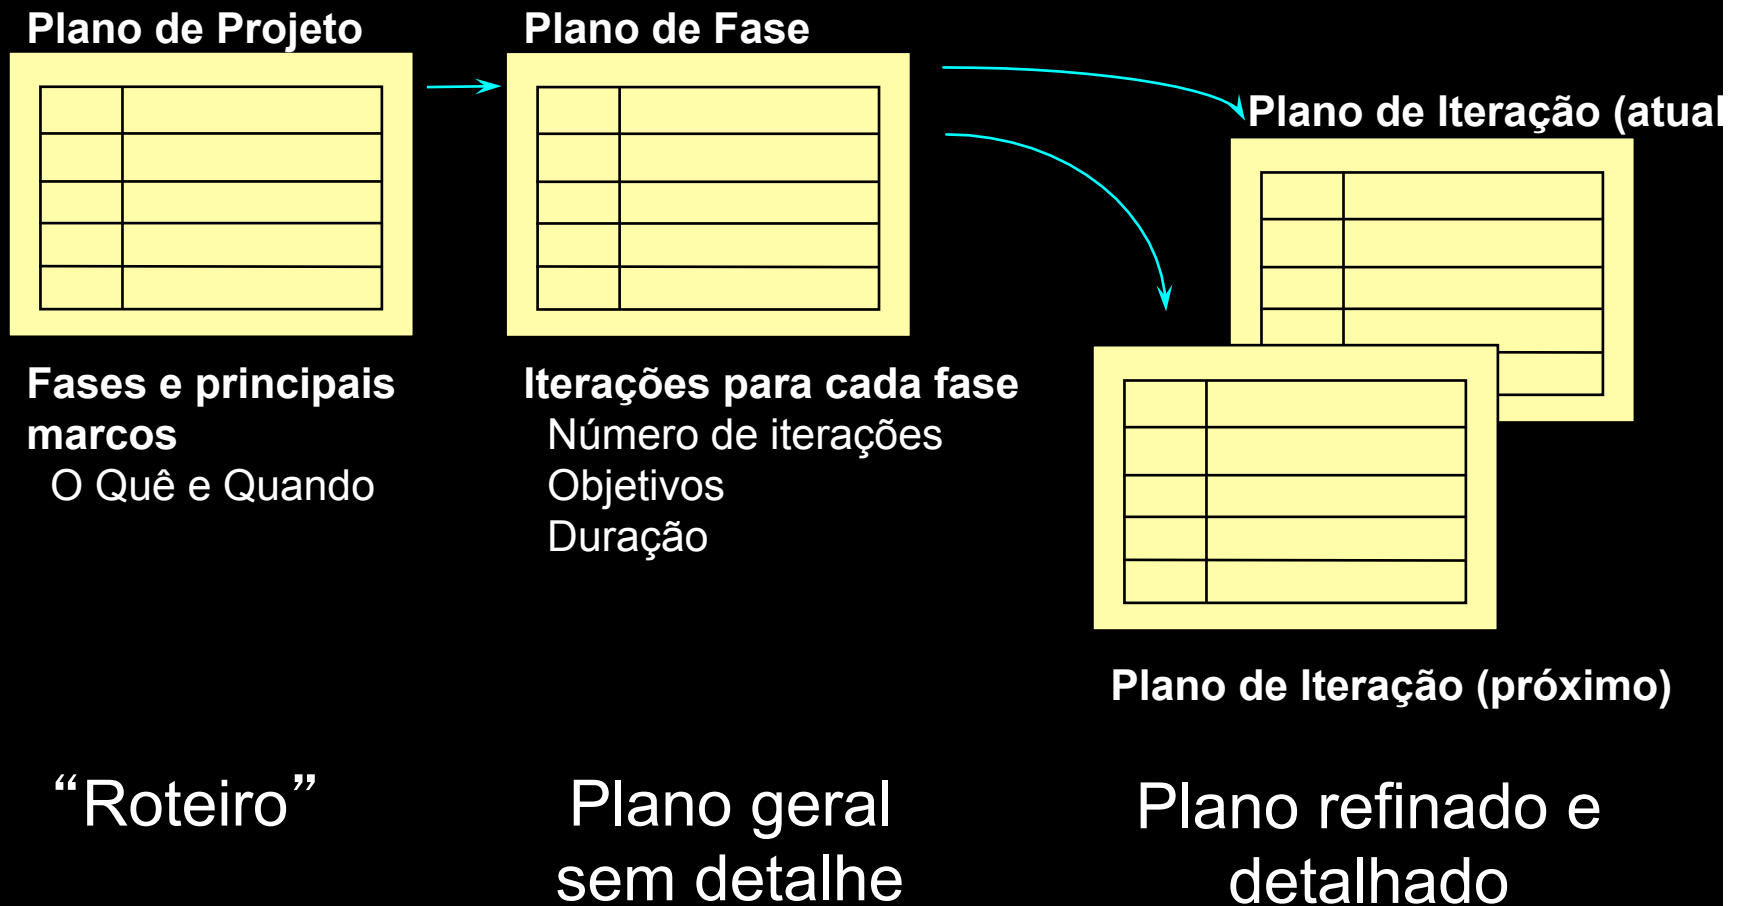 Plano de Projeto
Plano de Fase
Plano de Iteração (atual
Fases e principais
marcos
O Quê e Quando
Iterações para cada fase
Número de iterações
Objetivos
Duração
Plano de Iteração (próximo)
“Roteiro”
Plano geral
sem detalhe
Plano refinado e
detalhado